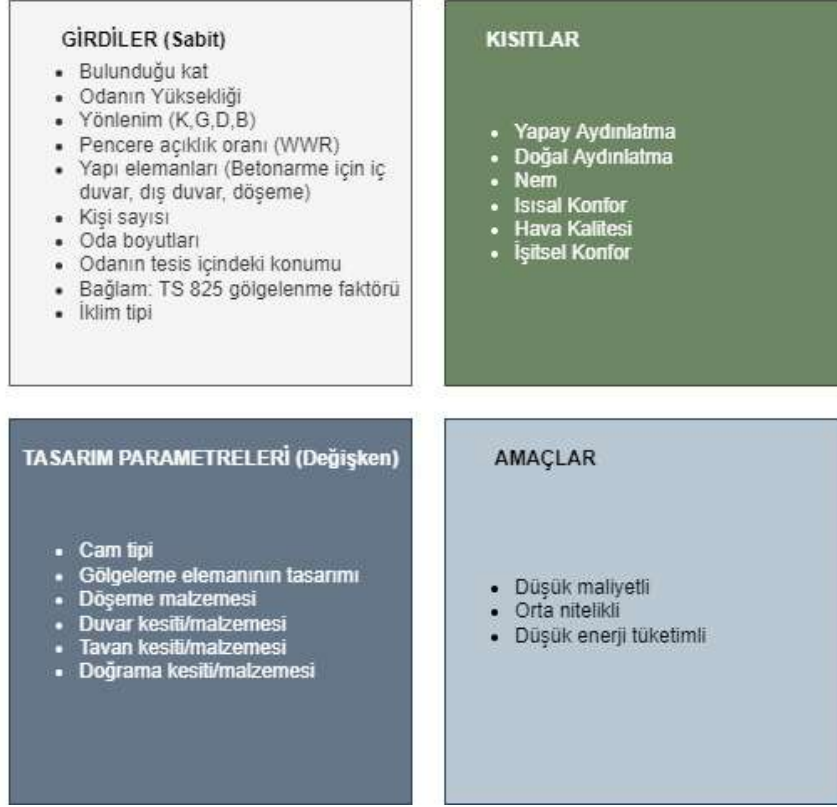 GİRDİLER (Sabit)
• Bulunduğu kat
• Odanın Yüksekliği
• Yönlenim (K,G,D,B)
• Pencere açıklık oranı (WWR)
• Yapı elemanları (Betonarme için iç
duvar, dış duvar, döşeme)
• Kişi sayısı
• Oda boyutları
• Odanın tesis içindeki konumu
• Bağlam: TS 825 gölgelenme faktörü
• İklim tipi
KISITLAR
• Yapay Aydınlatma
• Doğal Aydınlatma
• Nem
• Isısal Konfor
• Hava Kalitesi
• İşitsel Konfor
TASARIM PARAMETRELERİ (Değişken)
• Cam tipi
• Gölgeleme elemanının tasarımı
• Döşeme malzemesi
• Duvar kesiti/malzemesi
• Tavan kesiti/malzemesi
• Doğrama kesiti/malzemesi
AMAÇLAR
• Düşük maliyetli
• Orta nitelikli
• Düşük enerji tüketimli